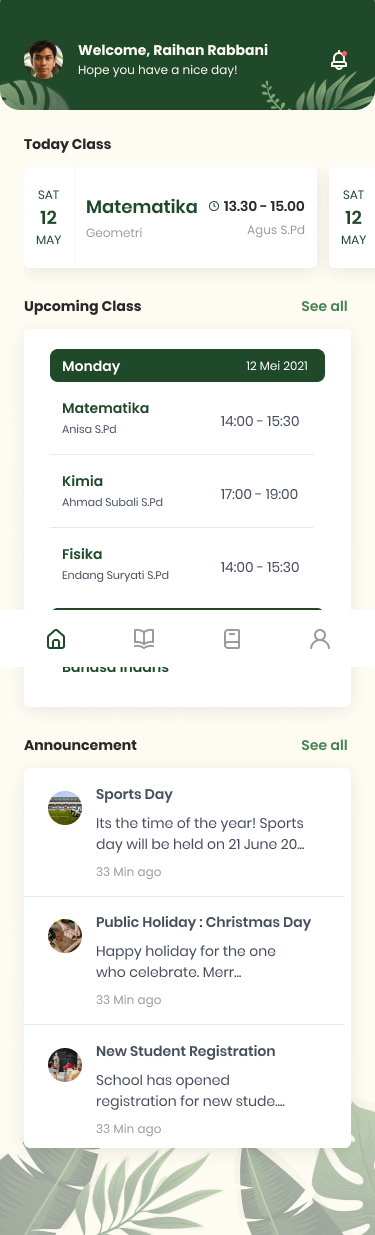 Welcome, Raihan Rabbani
Hope you have a nice day!
Today Class
SAT
12
MAY
Matematika
13.30 - 15.00
Geometri
Agus S.Pd
SAT
12
MAY
Upcoming Class
See all
Monday
12 Mei 2021
Matematika
14:00 - 15:30
Anisa S.Pd
Kimia
17:00 - 19:00
Ahmad Subali S.Pd
Fisika
14:00 - 15:30
Endang Suryati S.Pd
Bahasa Inggris
Announcement
See all
Sports Day
Its the time of the year! Sports
day will be held on 21 June 20...
33 Min ago
Public Holiday : Christmas Day
Happy holiday for the one
who celebrate. Merr...
33 Min ago
New Student Registration
School has opened
registration for new stude....
33 Min ago